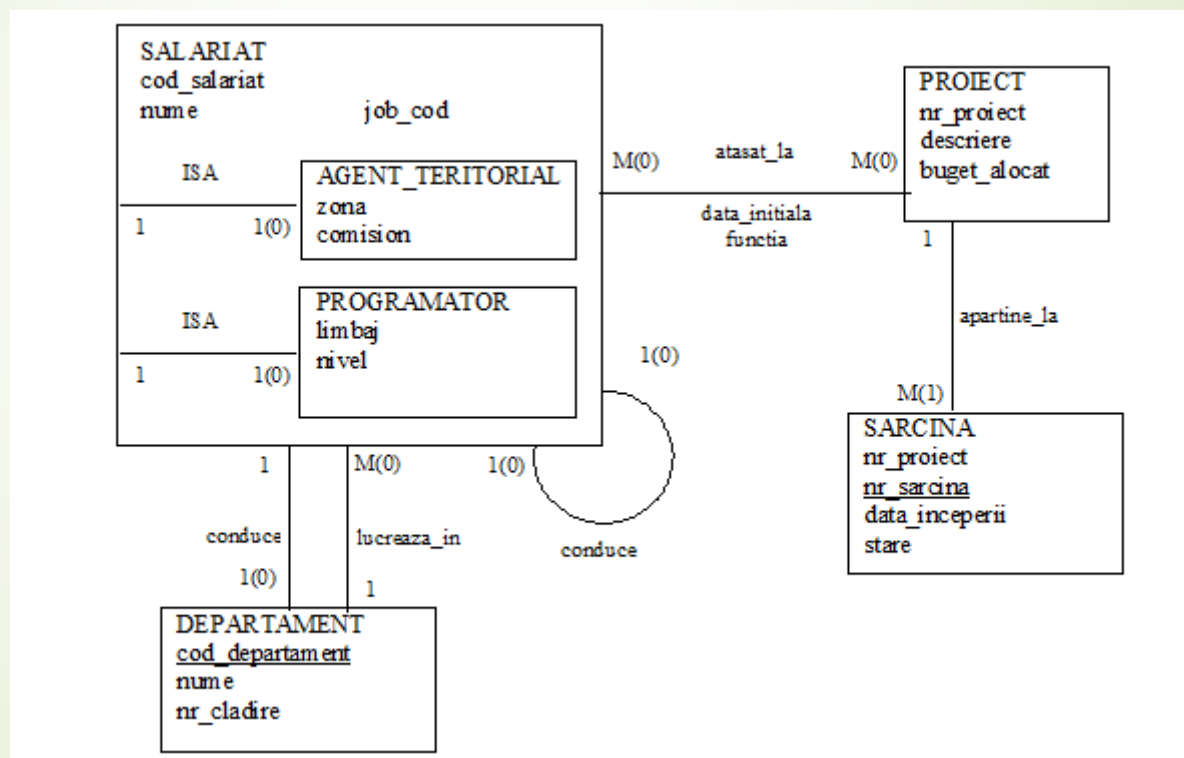 SALARIAT
cod_salariat
nume job_cod
ISA
1 1(0)
AGENT_TERITORIAL
zona
comision
ISA
1 1(0)
PROGRAMATOR
limbaj
nivel
M(0) atasat_la M(0)
data_initiala
functia
PROIECT
nr_proiect
descriere
buget_alocat
1
apartine_la
M(1)
SARCINA
nr_proiect
nr_sarcina
data_inceperii
stare
1(0)
1(0)
conduce
1 M(0)
conduce lucreaza_in
1(0) 1
DEPARTAMENT
cod_departament
nume
nr_cladire